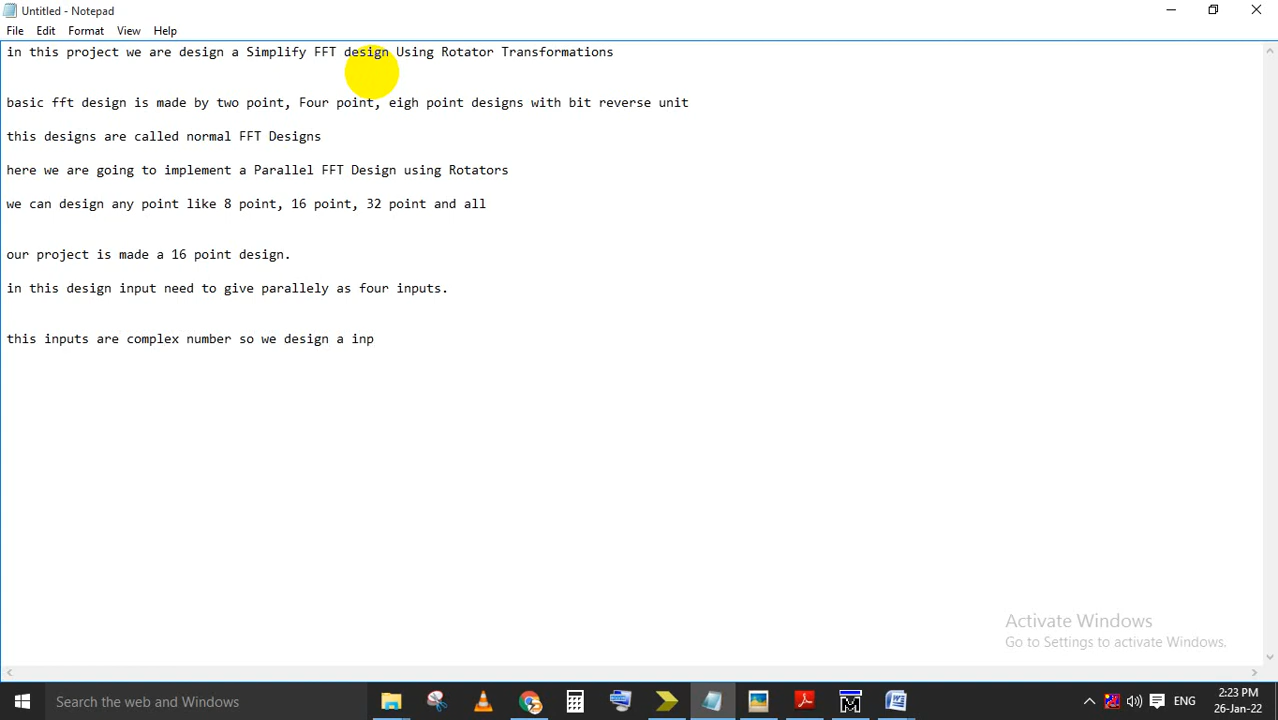 Untitled - Notepad
File Edit Format View Help
in this project we are design a Simplify FFT design Using Rotator Transformations
basic fft design is made by two point, Four point, eigh point designs with bit reverse unit
this designs are called normal FFT Designs
here we are going to implement a Parallel FFT Design using Rotators
we can design any point like 8 point, 16 point, 32 point and all
our project is made a 16 point design.
in this design input need to give parallely as four inputs.
this inputs are complex number so we design a inp
Activate Windows
Go to Settings to activate Windows.
Search the web and Windows
ENG
2:23 PM
26-Jan-22